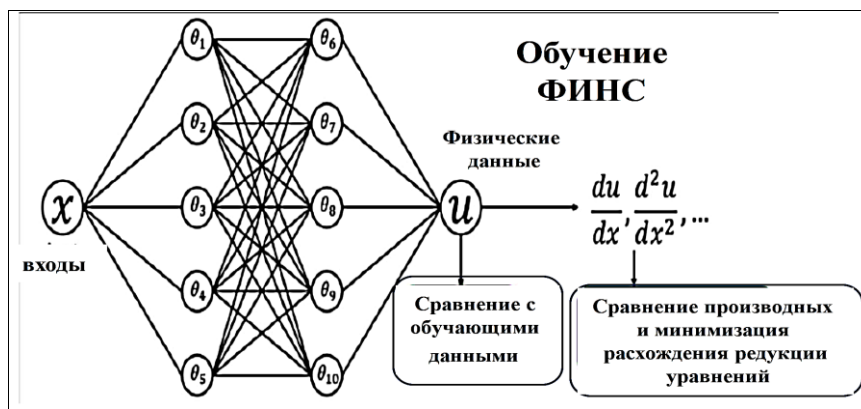 Обучение
ФИНС
θ₁
θ₆
θ₂
θ₇
Физические
данные
x
θ₃
θ₈
u
du/dx, d²u/dx², ...
входы
θ₄
θ₉
Сравнение с
обучающими
данными
Сравнение производных
и минимизация
расхождения редукции
уравнений
θ₅
θ₁₀